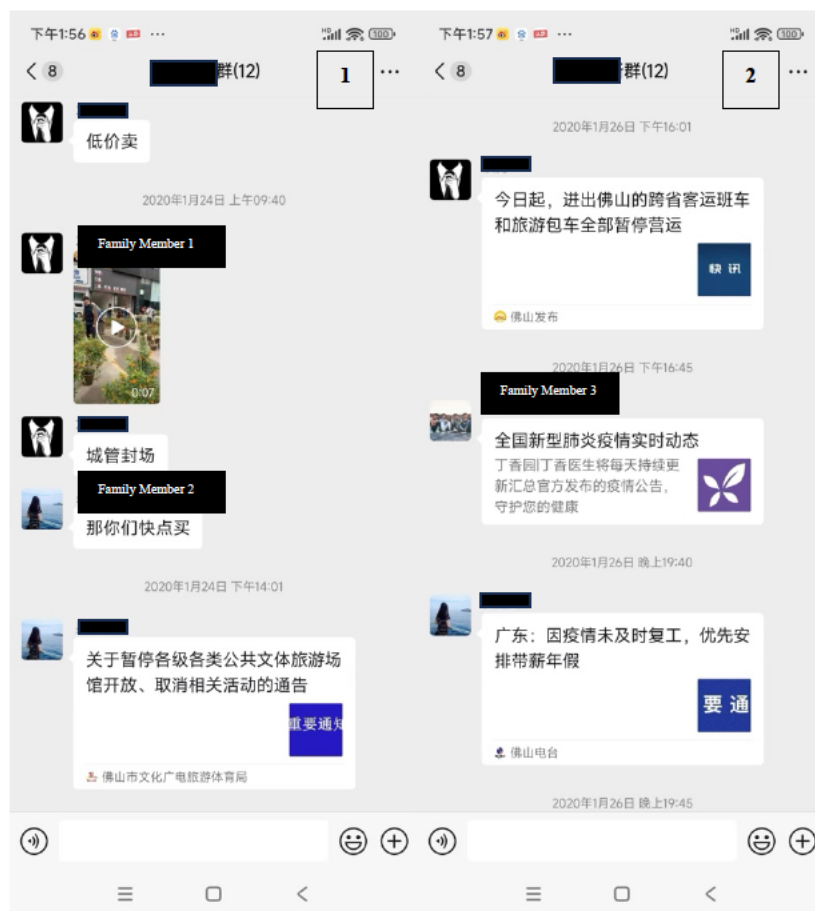 下午1:56 ...
HD 100
8
群(12)
1
低价卖
2020年1月24日 上午09:40
Family Member 1
0:07
城管封场
Family Member 2
那你们快点买
2020年1月24日 下午14:01
关于暂停各级各类公共文体旅游场
馆开放、取消相关活动的通告
重要通知
佛山市文化广电旅游体育局
下午1:57 ...
HD 100
8
群(12)
2
2020年1月26日 下午16:01
今日起，进出佛山的跨省客运班车
和旅游包车全部暂停营运
快讯
佛山发布
2020年1月26日 下午16:45
Family Member 3
全国新型肺炎疫情实时动态
丁香园|丁香医生将每天持续更
新汇总官方发布的疫情公告，
守护您的健康
2020年1月26日 晚上19:40
广东：因疫情未及时复工，优先安
排带薪年假
要通
佛山电台
2020年1月26日 晚上19:45